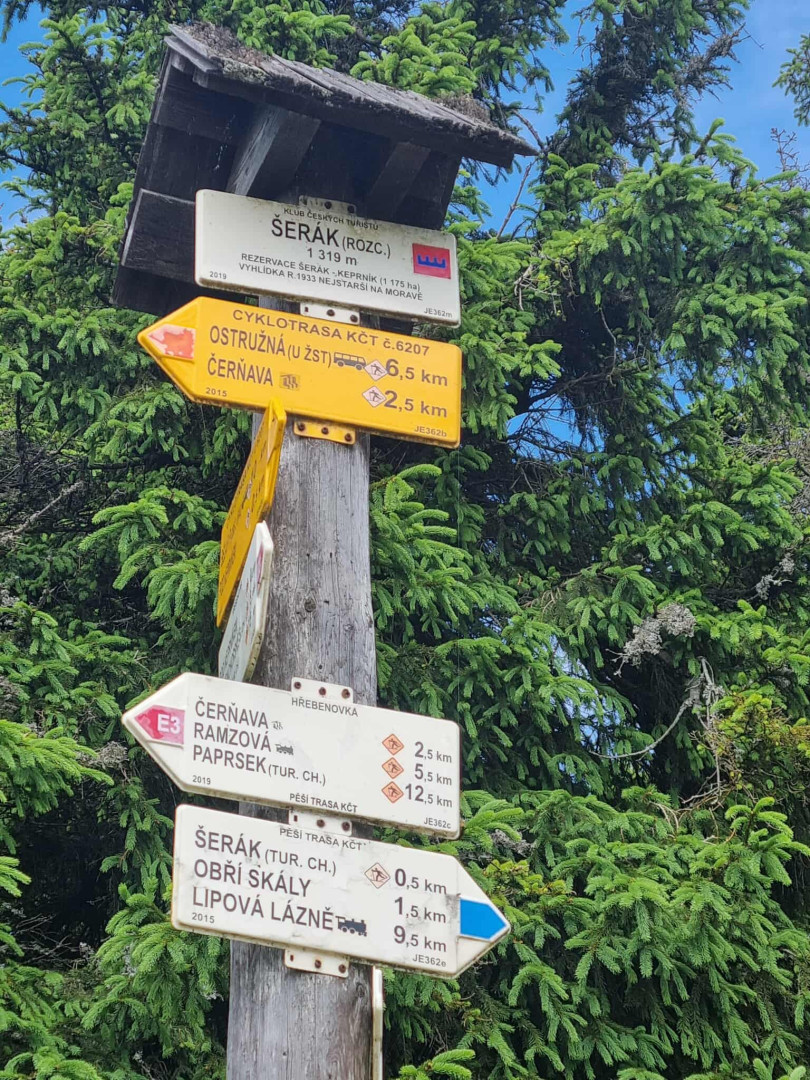 KLUB ČESKÝCH TURISTŮ
ŠERÁK (ROZC.)
1 319 m
REZERVACE ŠERÁK -,KEPRNÍK (1 175 ha)
VYHLÍDKA R.1933 NEJSTARŠÍ NA MORAVĚ
2019 JE362m
CYKLOTRASA KČT č.6207
OSTRUŽNÁ (U ŽST) 6,5 km
ČERŇAVA 2,5 km
2015 JE362b
HŘEBENOVKA
E3
ČERŇAVA 2,5 km
RAMZOVÁ 5,5 km
PAPRSEK (TUR. CH.) 12,5 km
2019 PĚŠÍ TRASA KČT JE362c
PĚŠÍ TRASA KČT
ŠERÁK (TUR. CH.) 0,5 km
OBŘÍ SKÁLY 1,5 km
LIPOVÁ LÁZNĚ 9,5 km
2015 JE362e